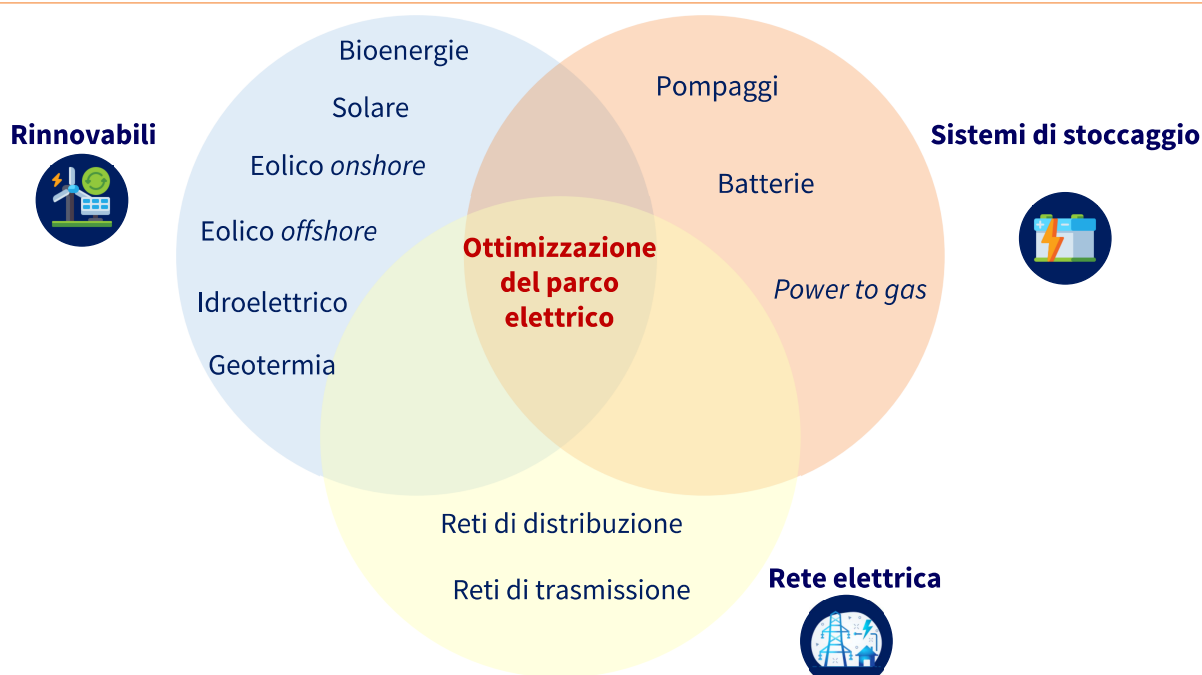 Bioenergie
Pompaggi
Solare
Rinnovabili
Sistemi di stoccaggio
Eolico onshore
Batterie
Eolico offshore
Ottimizzazione
del parco
elettrico
Power to gas
Idroelettrico
Geotermia
Reti di distribuzione
Rete elettrica
Reti di trasmissione